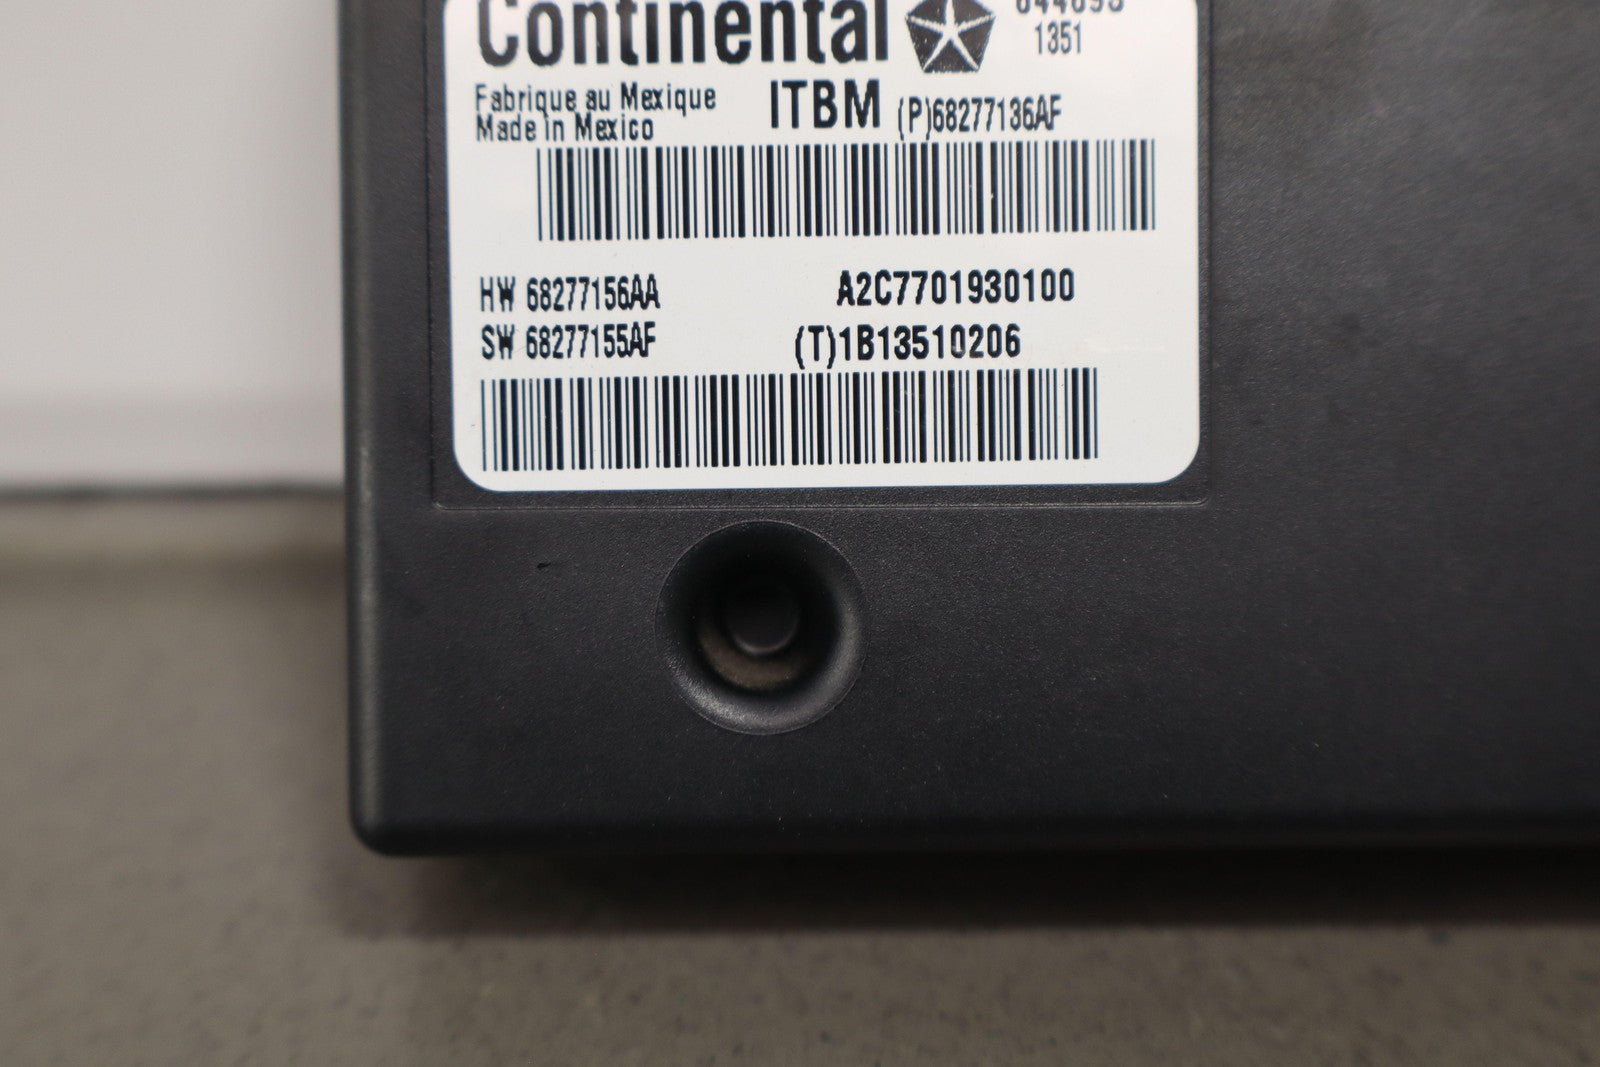 Continental
1351
Fabrique au Mexique
Made in Mexico
ITBM (P)68277136AF
HW 68277156AA A2C7701930100
SW 68277155AF (T)1B13510206